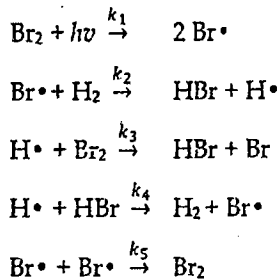 Br₂ + hν k₁→ 2 Br•
Br• + H₂ k₂→ HBr + H•
H• + Br₂ k₃→ HBr + Br
H• + HBr k₄→ H₂ + Br•
Br• + Br• k₅→ Br₂